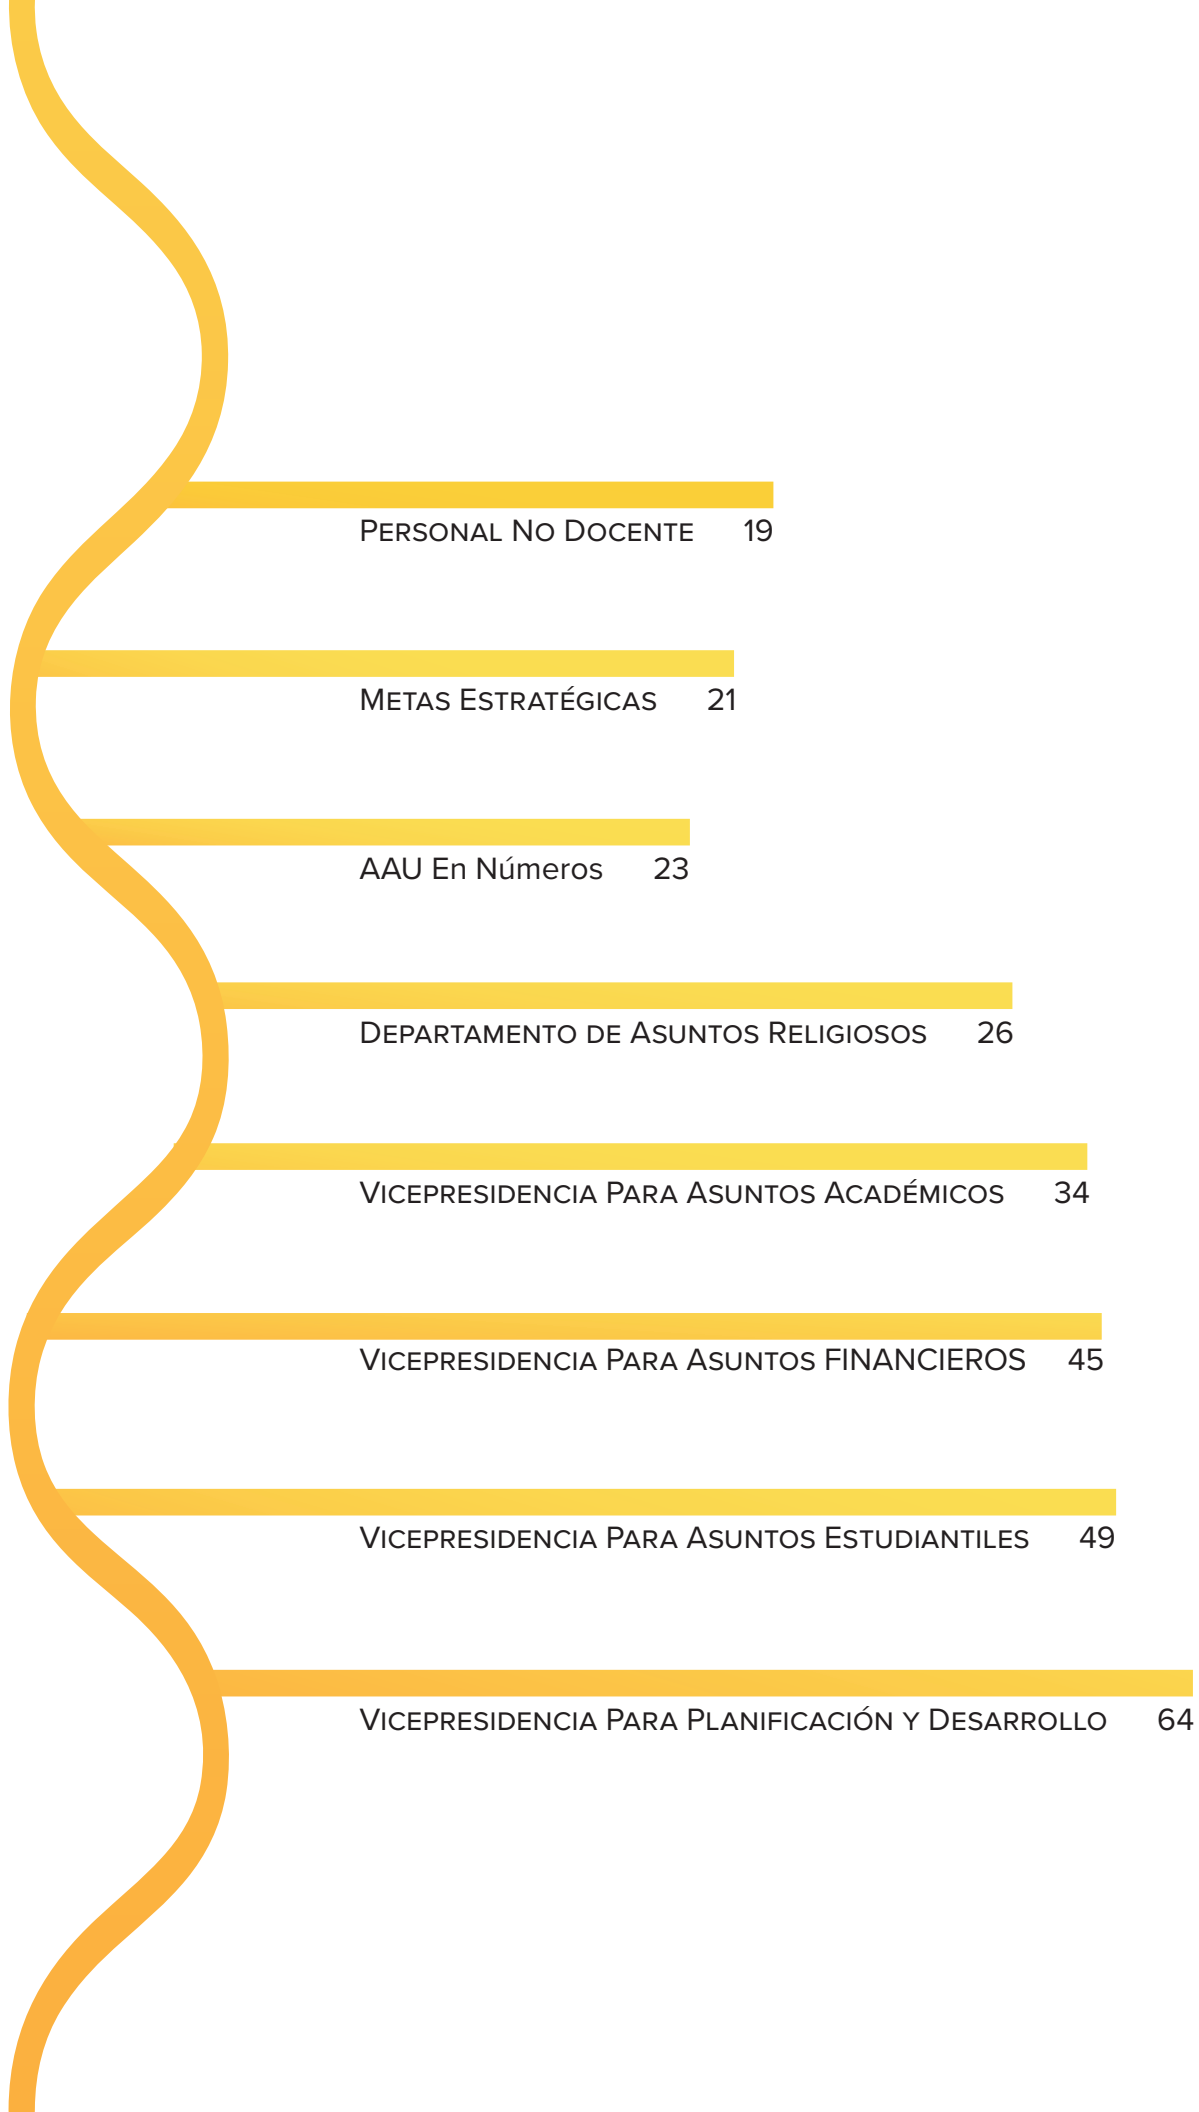 Personal No Docente 19
Metas Estratégicas 21
AAU En Números 23
Departamento de Asuntos Religiosos 26
Vicepresidencia Para Asuntos Académicos 34
Vicepresidencia Para Asuntos FINANCIEROS 45
Vicepresidencia Para Asuntos Estudiantiles 49
Vicepresidencia Para Planificación y Desarrollo 64